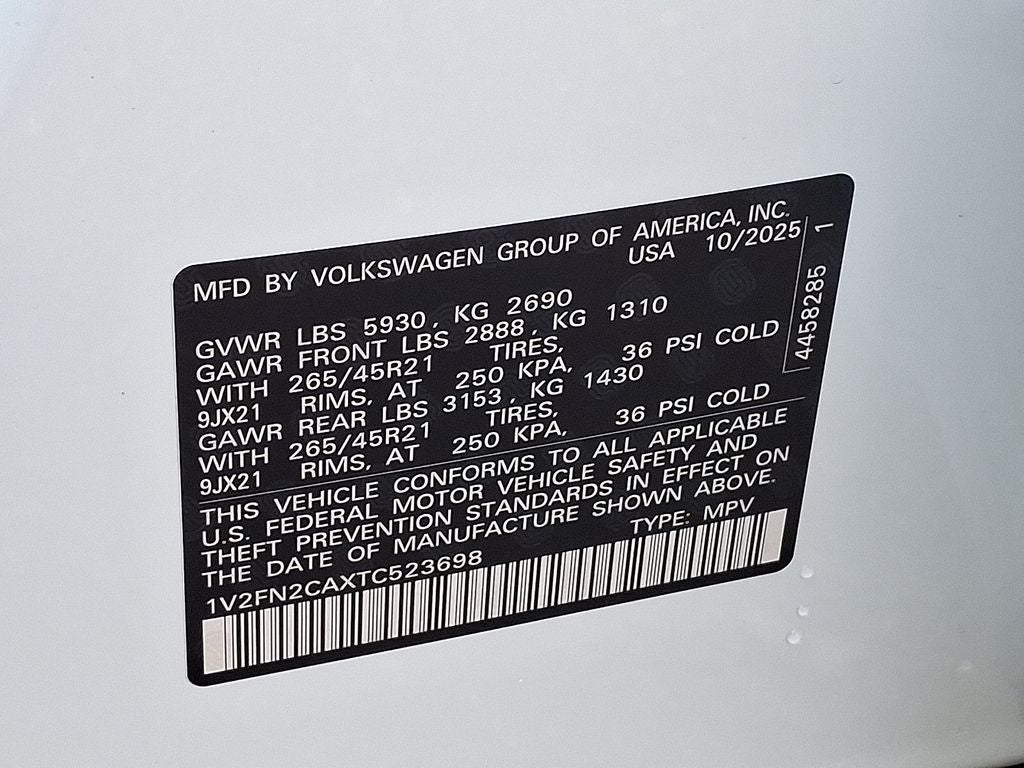 MFD BY VOLKSWAGEN GROUP OF AMERICA, INC.
USA 10/2025
GVWR LBS 5930, KG 2690
GAWR FRONT LBS 2888, KG 1310
WITH 265/45R21 TIRES,
9JX21 RIMS, AT 250 KPA, 36 PSI COLD
GAWR REAR LBS 3153, KG 1430
WITH 265/45R21 TIRES,
9JX21 RIMS, AT 250 KPA, 36 PSI COLD
THIS VEHICLE CONFORMS TO ALL APPLICABLE
U.S. FEDERAL MOTOR VEHICLE SAFETY AND
THEFT PREVENTION STANDARDS IN EFFECT ON
THE DATE OF MANUFACTURE SHOWN ABOVE.
1V2FN2CAXTC523698 TYPE: MPV
4458285 1